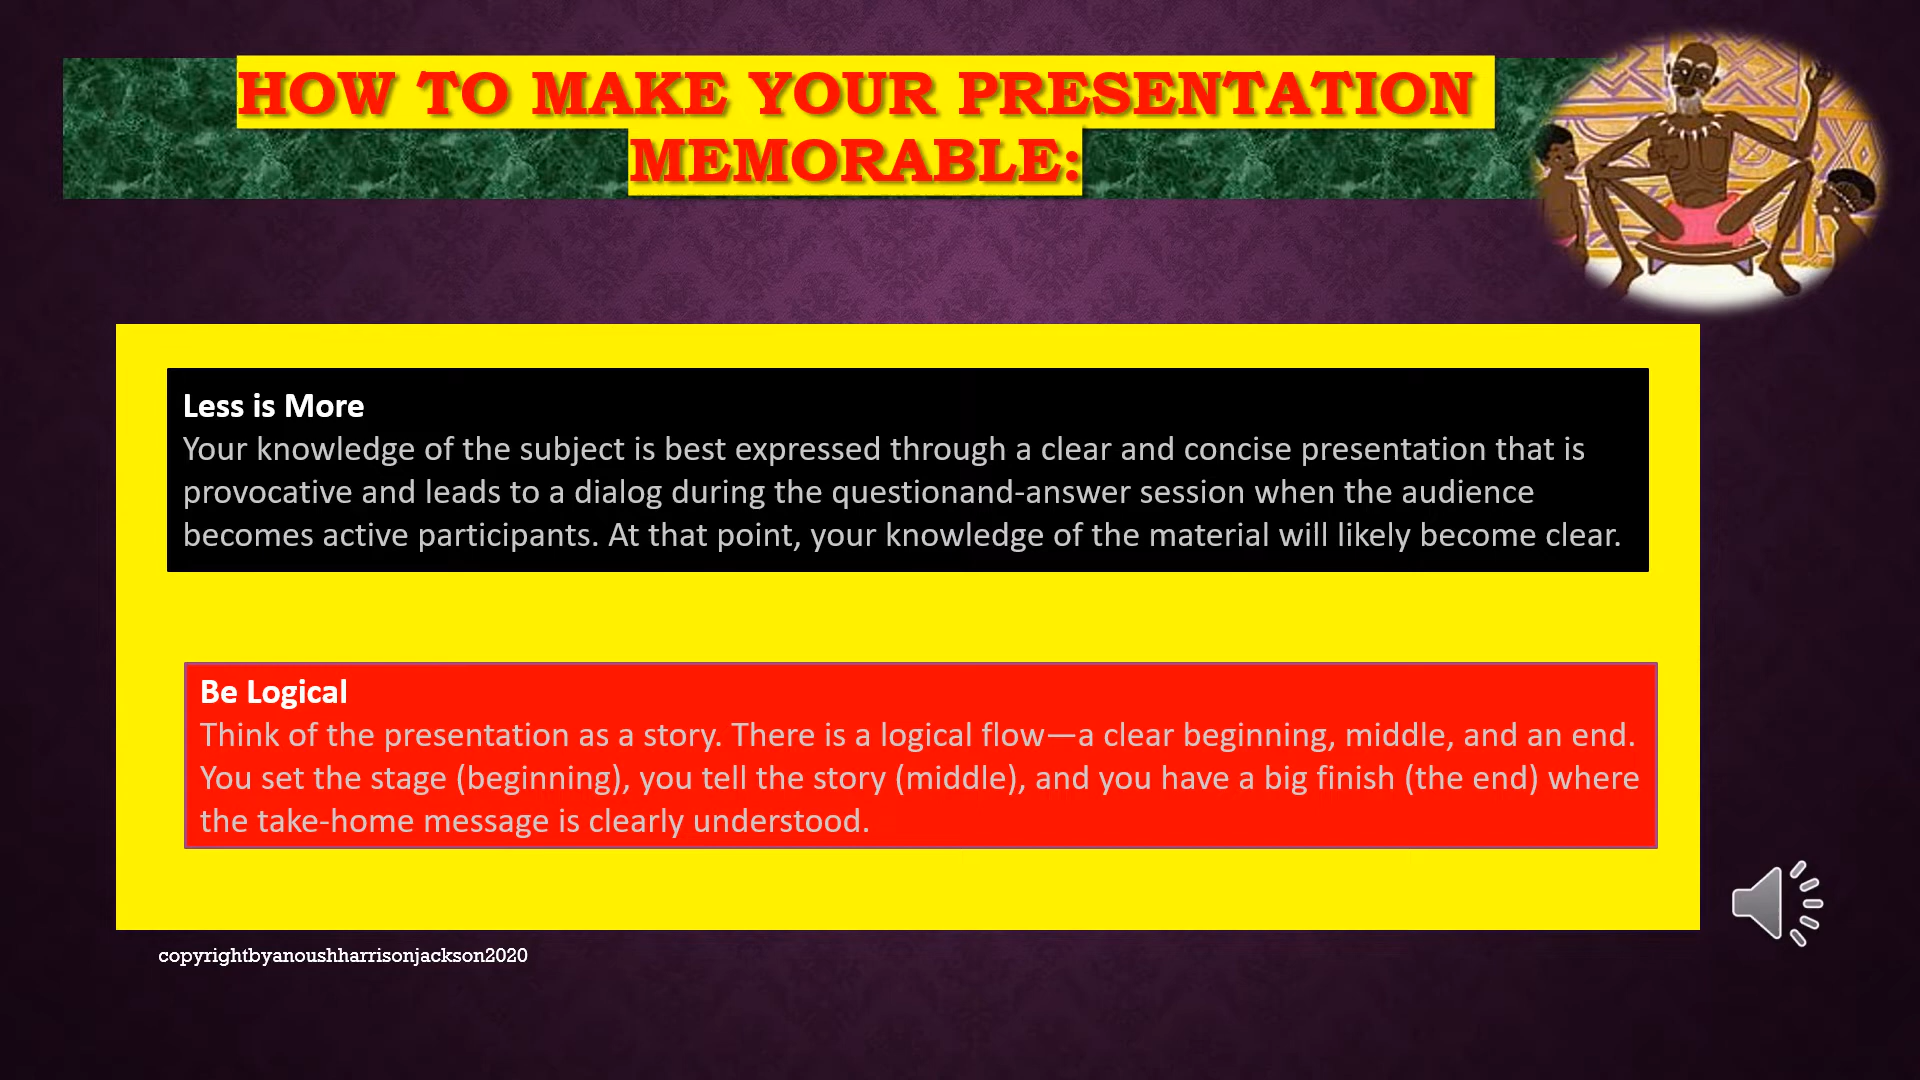 HOW TO MAKE YOUR PRESENTATION
MEMORABLE:
Less is More
Your knowledge of the subject is best expressed through a clear and concise presentation that is
provocative and leads to a dialog during the questionand-answer session when the audience
becomes active participants. At that point, your knowledge of the material will likely become clear.
Be Logical
Think of the presentation as a story. There is a logical flow—a clear beginning, middle, and an end.
You set the stage (beginning), you tell the story (middle), and you have a big finish (the end) where
the take-home message is clearly understood.
copyrightbyanoushharrisonjackson2020